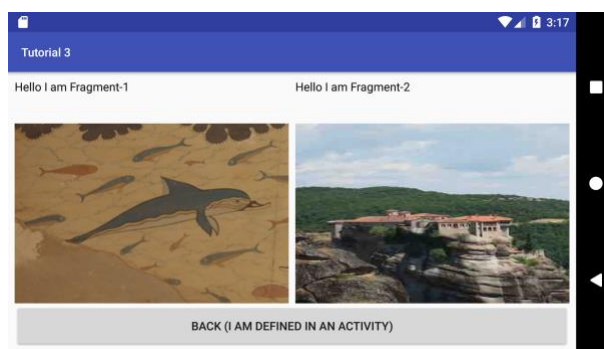 3:17
Tutorial 3
Hello I am Fragment-1
Hello I am Fragment-2
BACK (I AM DEFINED IN AN ACTIVITY)